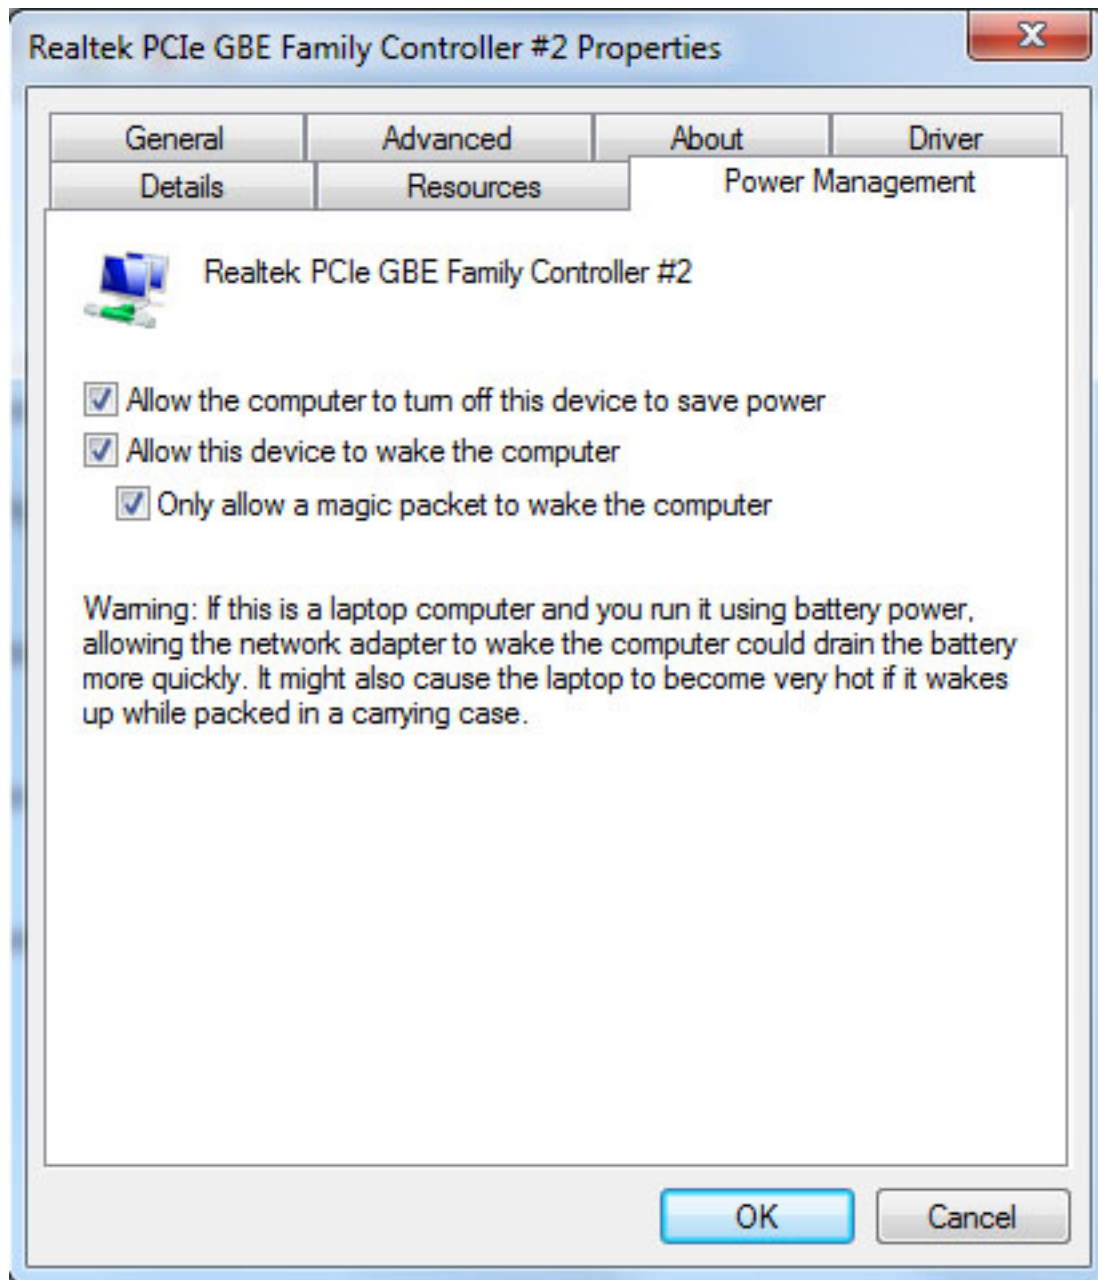 Realtek PCIe GBE Family Controller #2 Properties
General Advanced About Driver
Details Resources Power Management
Realtek PCIe GBE Family Controller #2
Allow the computer to turn off this device to save power
Allow this device to wake the computer
Only allow a magic packet to wake the computer
Warning: If this is a laptop computer and you run it using battery power,
allowing the network adapter to wake the computer could drain the battery
more quickly. It might also cause the laptop to become very hot if it wakes
up while packed in a carrying case.
OK Cancel